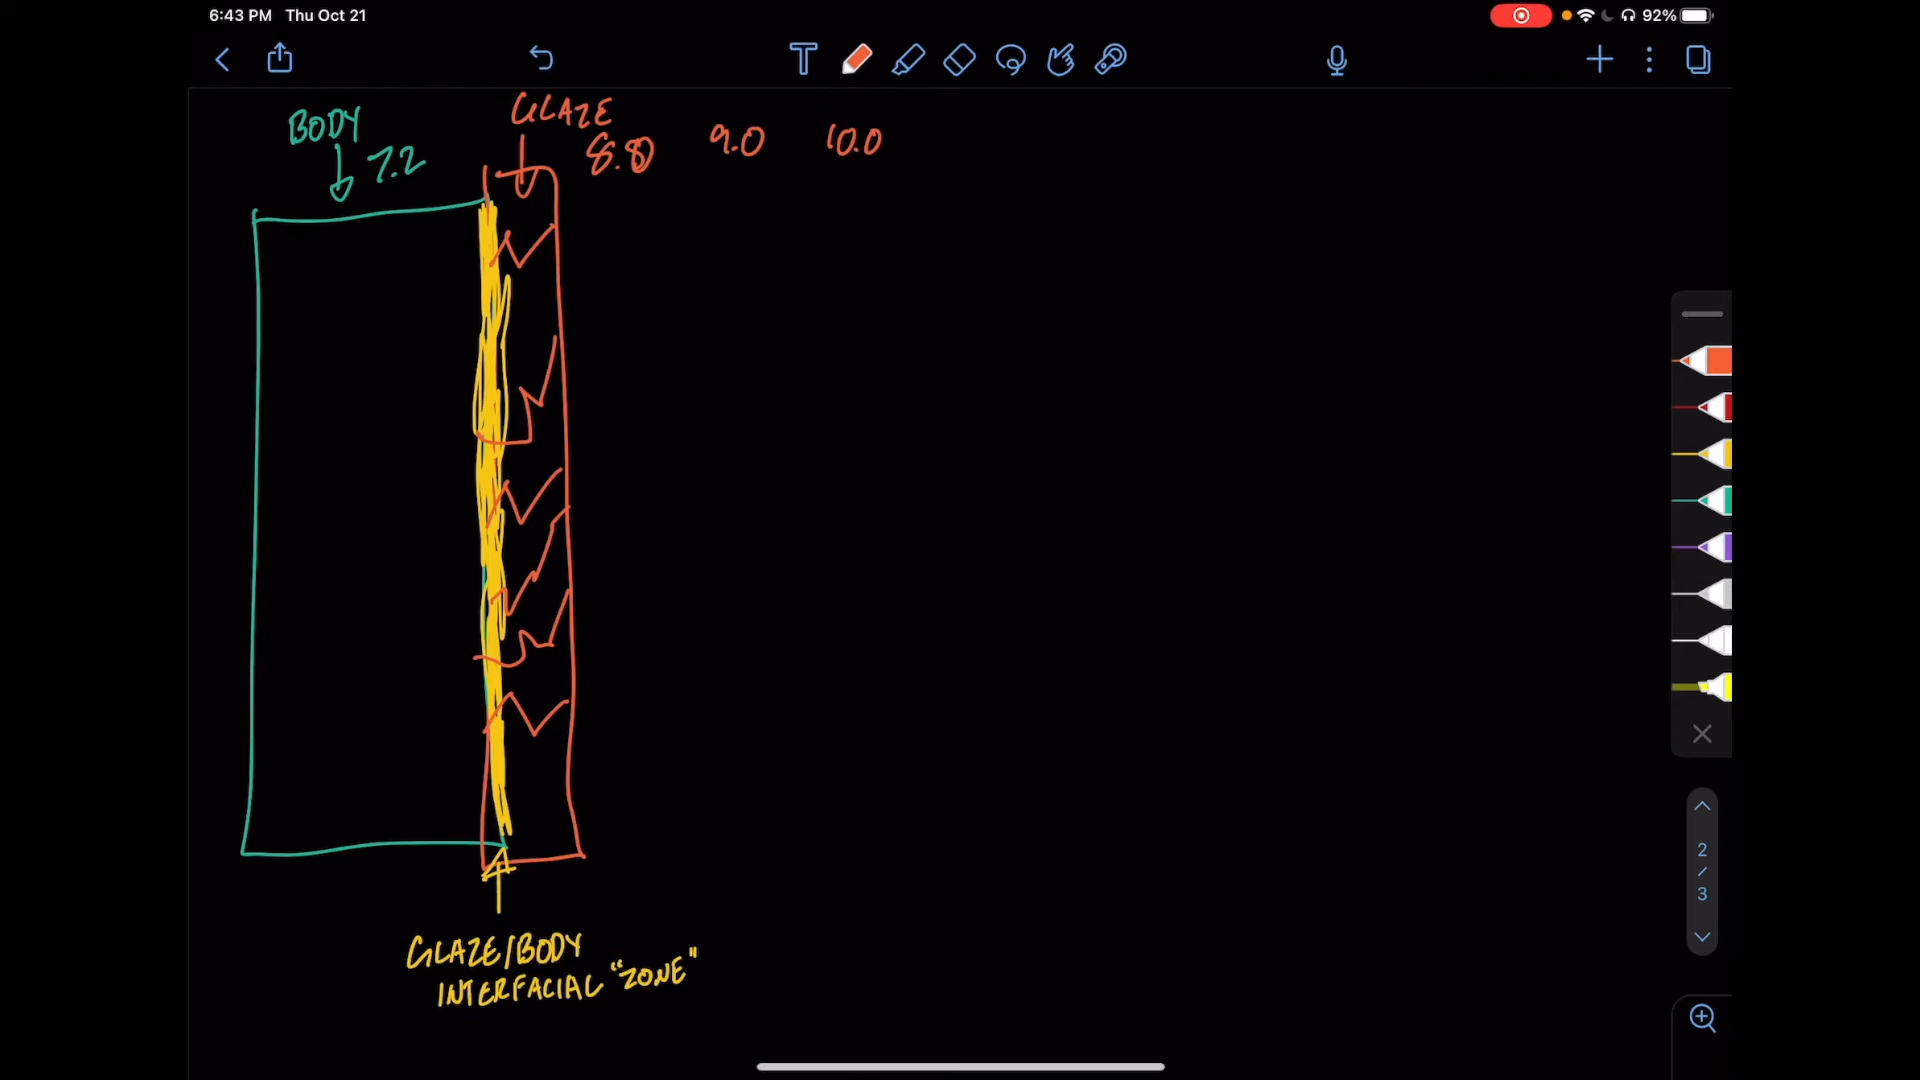 6:43 PM Thu Oct 21
92%
BODY
7.2
GLAZE
8.8 9.0 10.0
2
/
3
GLAZE/BODY
INTERFACIAL "ZONE"